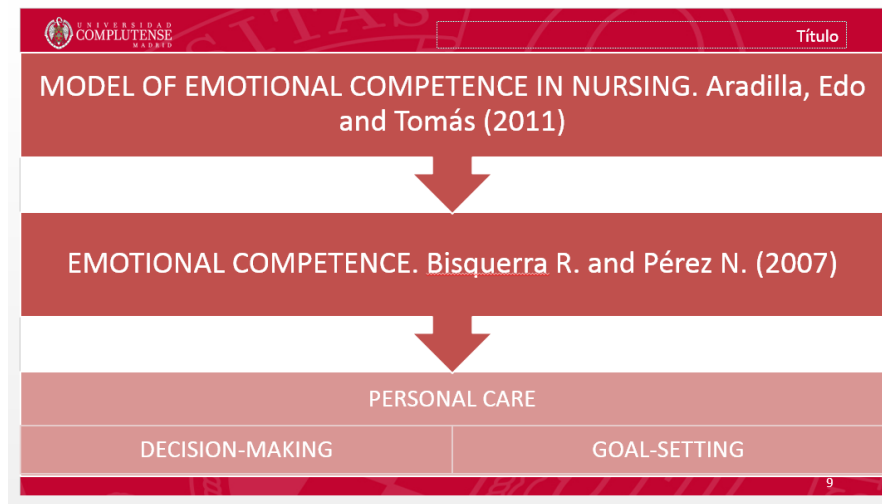 UNIVERSIDAD
COMPLUTENSE
MADRID
Título
MODEL OF EMOTIONAL COMPETENCE IN NURSING. Aradilla, Edo
and Tomás (2011)
EMOTIONAL COMPETENCE. Bisquerra R. and Pérez N. (2007)
PERSONAL CARE
DECISION-MAKING
GOAL-SETTING
9